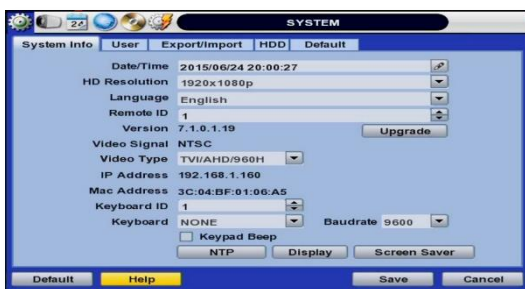 SYSTEM
System Info User Export/Import HDD Default
Date/Time 2015/06/24 20:00:27
HD Resolution 1920x1080p
Language English
Remote ID 1
Version 7.1.0.1.19 Upgrade
Video Signal NTSC
Video Type TVI/AHD/960H
IP Address 192.168.1.160
Mac Address 3C:04:BF:01:06:A5
Keyboard ID 1
Keyboard NONE Baudrate 9600
Keypad Beep
NTP Display Screen Saver
Default Help Save Cancel